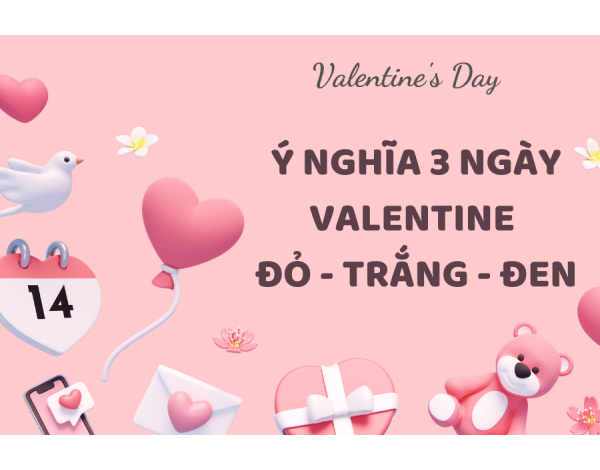 Valentine's Day
Ý NGHĨA 3 NGÀY
VALENTINE
ĐỎ - TRẮNG - ĐEN
14